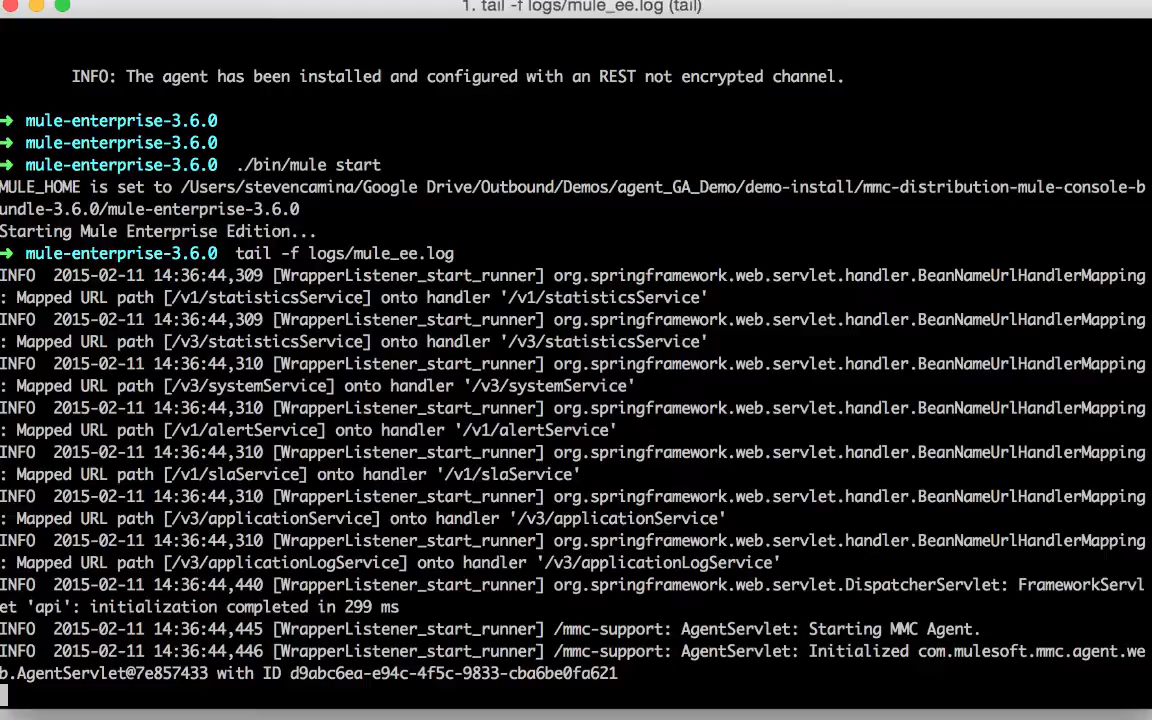 1. tail -f logs/mule_ee.log (tail)
INFO: The agent has been installed and configured with an REST not encrypted channel.
➜ mule-enterprise-3.6.0
➜ mule-enterprise-3.6.0
➜ mule-enterprise-3.6.0 ./bin/mule start
MULE_HOME is set to /Users/stevencamina/Google Drive/Outbound/Demos/agent_GA_Demo/demo-install/mmc-distribution-mule-console-b
undle-3.6.0/mule-enterprise-3.6.0
Starting Mule Enterprise Edition...
➜ mule-enterprise-3.6.0 tail -f logs/mule_ee.log
INFO 2015-02-11 14:36:44,309 [WrapperListener_start_runner] org.springframework.web.servlet.handler.BeanNameUrlHandlerMapping
: Mapped URL path [/v1/statisticsService] onto handler '/v1/statisticsService'
INFO 2015-02-11 14:36:44,309 [WrapperListener_start_runner] org.springframework.web.servlet.handler.BeanNameUrlHandlerMapping
: Mapped URL path [/v3/statisticsService] onto handler '/v3/statisticsService'
INFO 2015-02-11 14:36:44,310 [WrapperListener_start_runner] org.springframework.web.servlet.handler.BeanNameUrlHandlerMapping
: Mapped URL path [/v3/systemService] onto handler '/v3/systemService'
INFO 2015-02-11 14:36:44,310 [WrapperListener_start_runner] org.springframework.web.servlet.handler.BeanNameUrlHandlerMapping
: Mapped URL path [/v1/alertService] onto handler '/v1/alertService'
INFO 2015-02-11 14:36:44,310 [WrapperListener_start_runner] org.springframework.web.servlet.handler.BeanNameUrlHandlerMapping
: Mapped URL path [/v1/slaService] onto handler '/v1/slaService'
INFO 2015-02-11 14:36:44,310 [WrapperListener_start_runner] org.springframework.web.servlet.handler.BeanNameUrlHandlerMapping
: Mapped URL path [/v3/applicationService] onto handler '/v3/applicationService'
INFO 2015-02-11 14:36:44,310 [WrapperListener_start_runner] org.springframework.web.servlet.handler.BeanNameUrlHandlerMapping
: Mapped URL path [/v3/applicationLogService] onto handler '/v3/applicationLogService'
INFO 2015-02-11 14:36:44,440 [WrapperListener_start_runner] org.springframework.web.servlet.DispatcherServlet: FrameworkServl
et 'api': initialization completed in 299 ms
INFO 2015-02-11 14:36:44,445 [WrapperListener_start_runner] /mmc-support: AgentServlet: Starting MMC Agent.
INFO 2015-02-11 14:36:44,446 [WrapperListener_start_runner] /mmc-support: AgentServlet: Initialized com.mulesoft.mmc.agent.we
b.AgentServlet@7e857433 with ID d9abc6ea-e94c-4f5c-9833-cba6be0fa621